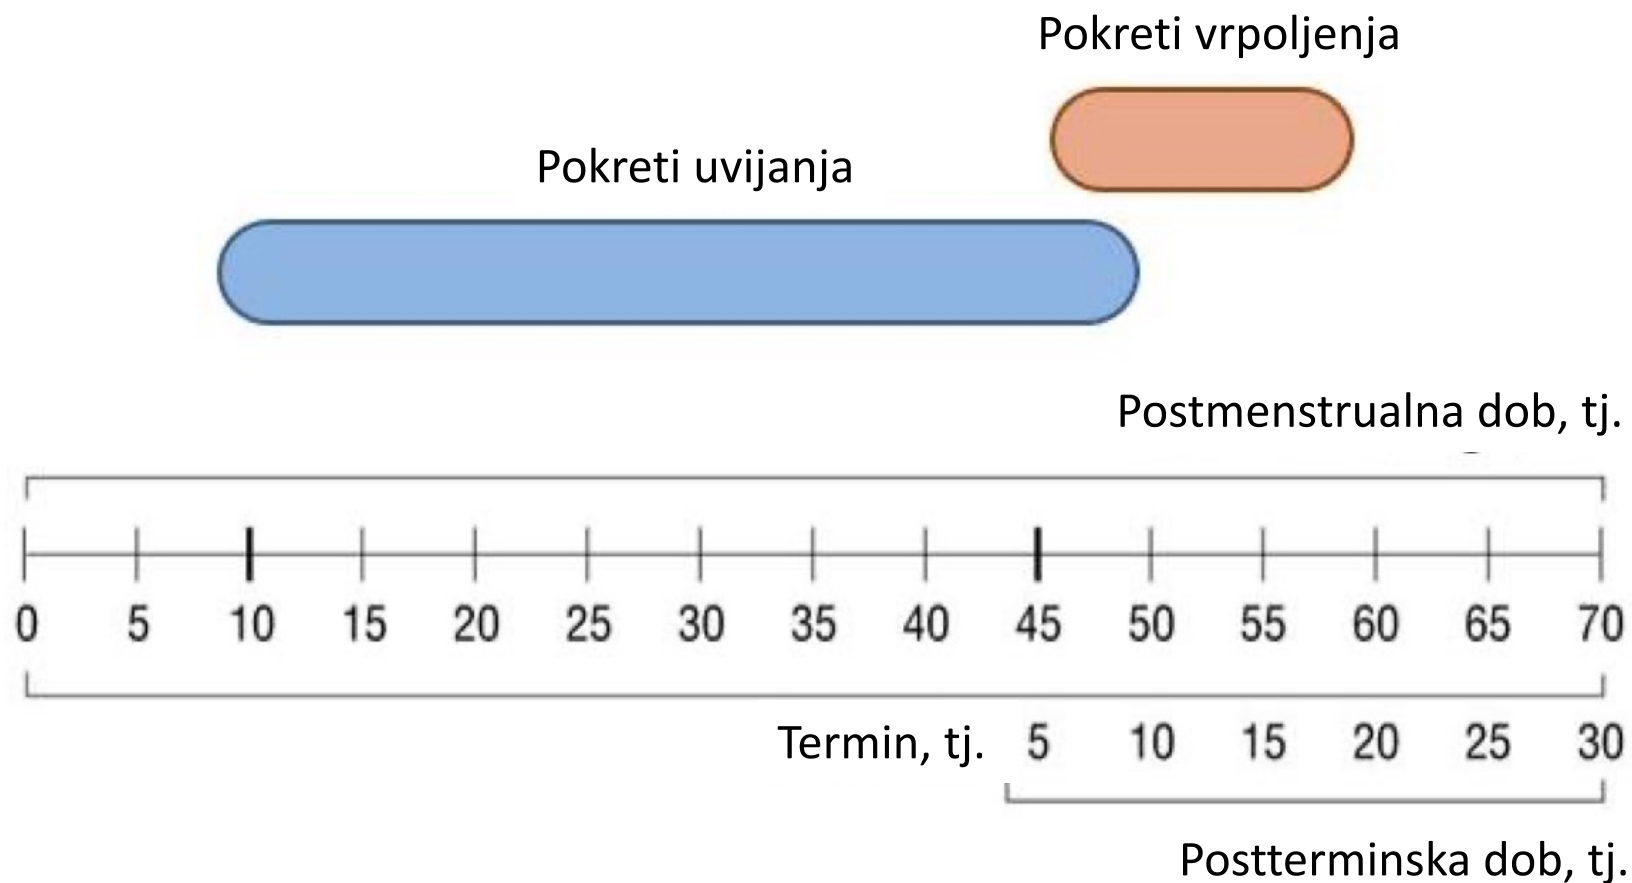 Pokreti vrpoljenja
Pokreti uvijanja
Postmenstrualna dob, tj.
0 5 10 15 20 25 30 35 40 45 50 55 60 65 70
Termin, tj. 5 10 15 20 25 30
Postterminska dob, tj.